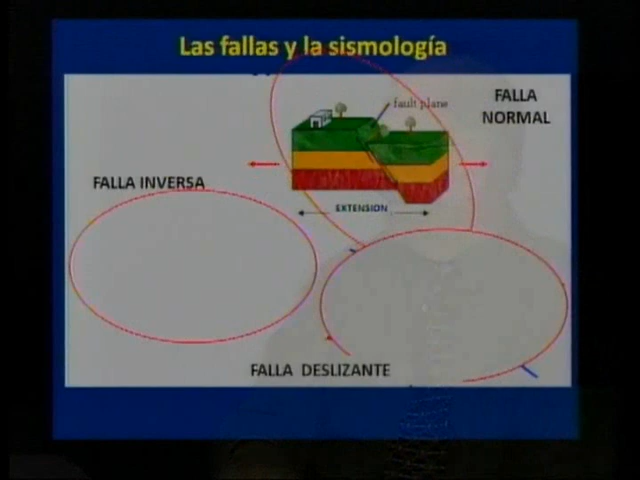 Las fallas y la sismología
fault plane
FALLA
NORMAL
FALLA INVERSA
EXTENSION
FALLA DESLIZANTE